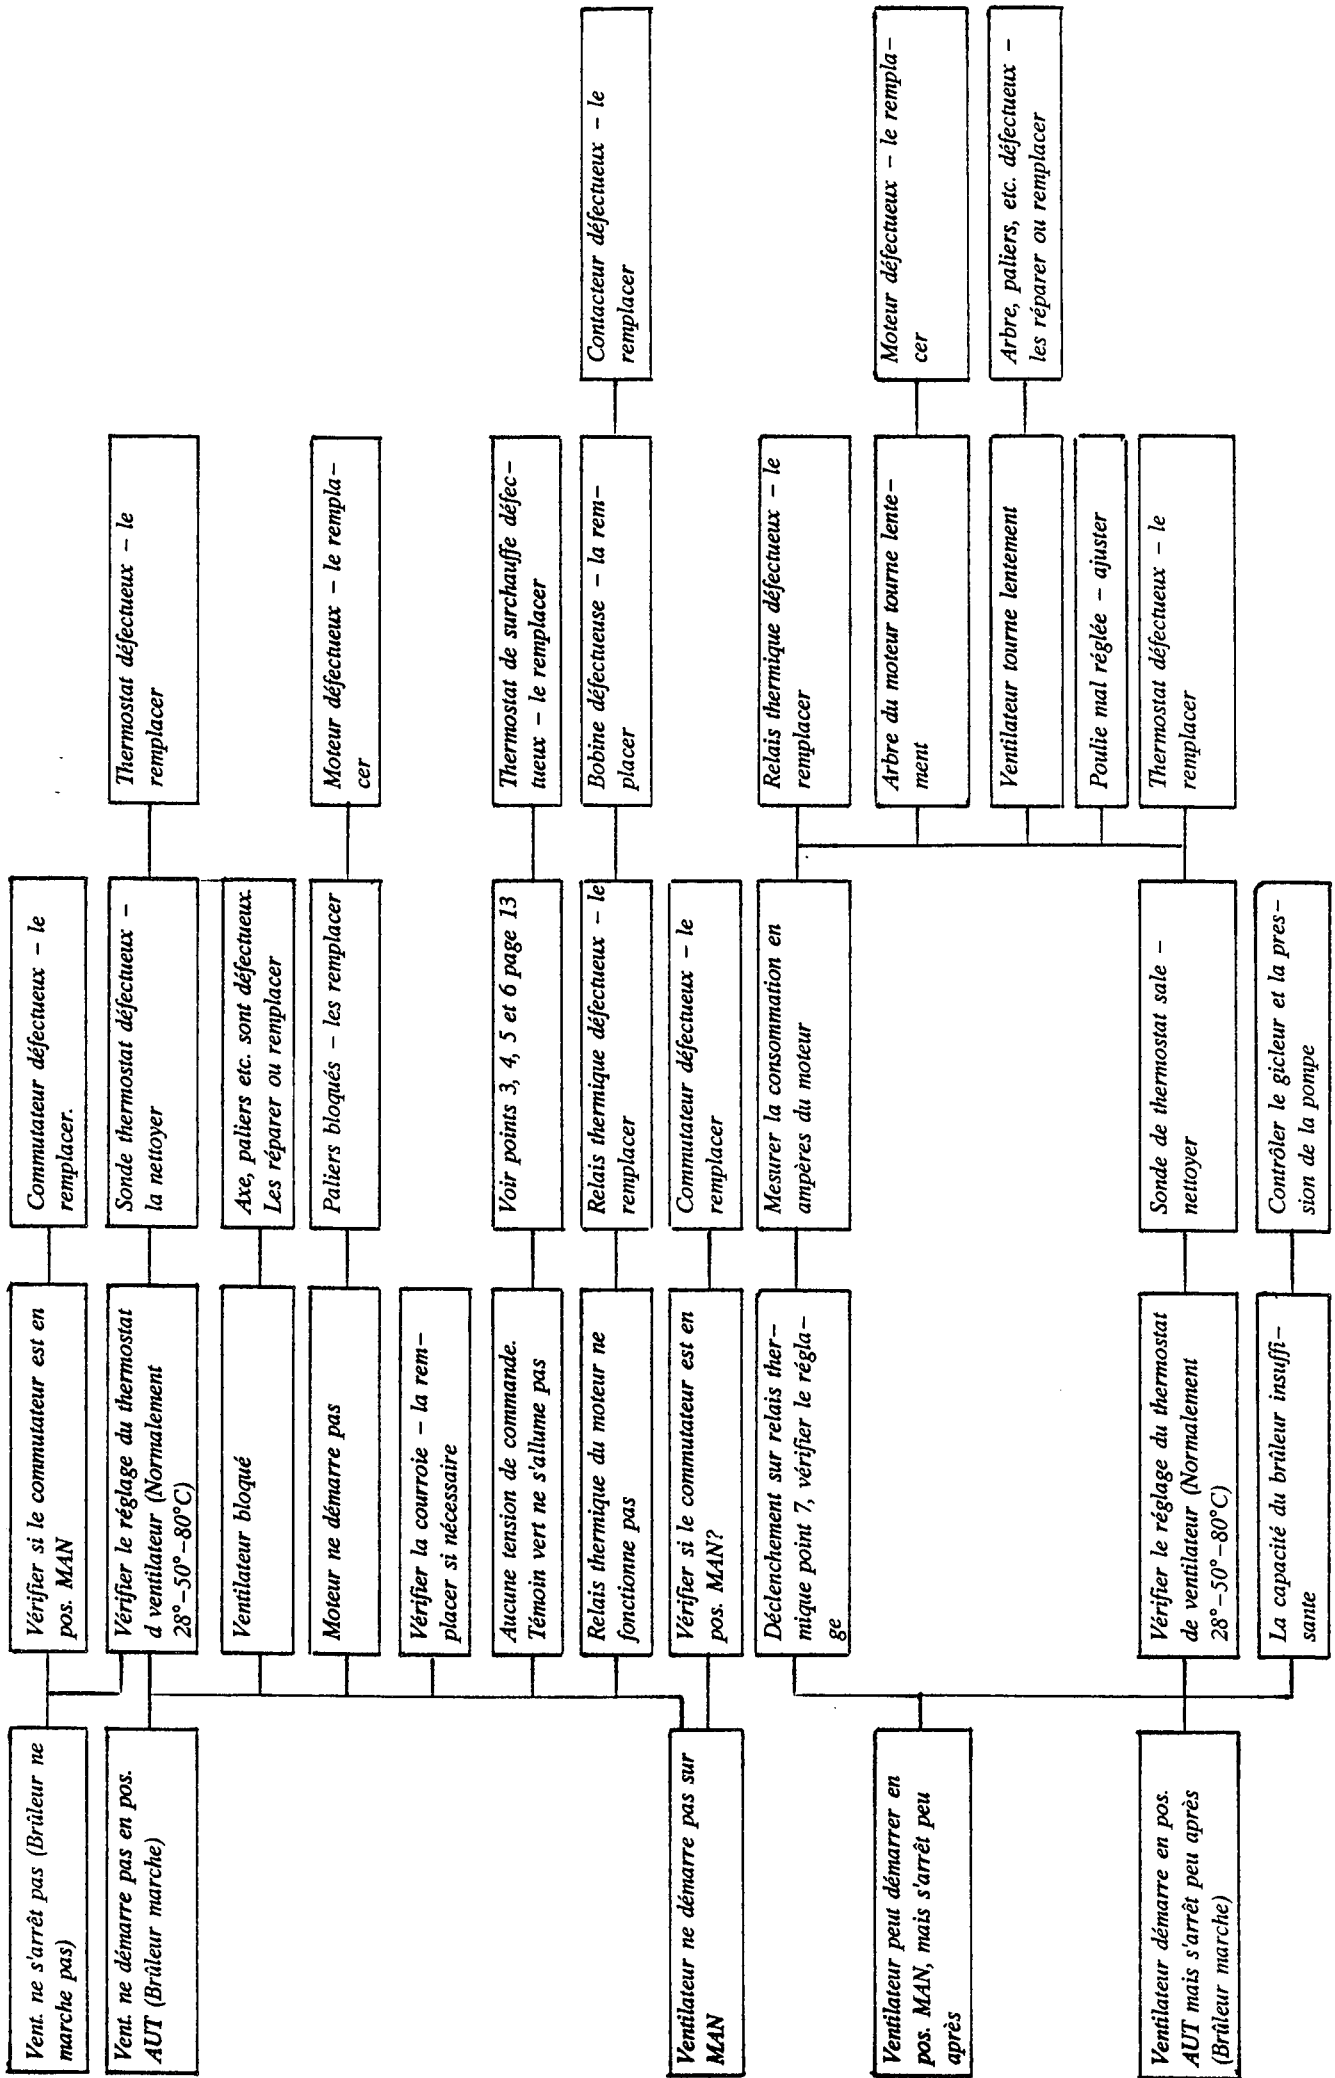 Vent. ne s'arrêt pas (Brûleur ne
marche pas)
Vérifier si le commutateur est en
pos. MAN
Commutateur défectueux – le
remplacer.
Vent. ne démarre pas en pos.
AUT (Brûleur marche)
Vérifier le réglage du thermostat
d ventilateur (Normalement
28°–50°–80°C)
Sonde thermostat défectueux –
la nettoyer
Thermostat défectueux – le
remplacer
Ventilateur bloqué
Axe, paliers etc. sont défectueux.
Les réparer ou remplacer
Moteur ne démarre pas
Paliers bloqués – les remplacer
Moteur défectueux – le rempla–
cer
Vérifier la courroie – la rem–
placer si nécessaire
Aucune tension de commande.
Témoin vert ne s'allume pas
Voir points 3, 4, 5 et 6 page 13
Thermostat de surchauffe défec–
tueux – le remplacer
Relais thermique du moteur ne
fonctionne pas
Relais thermique défectueux – le
remplacer
Bobine défectueuse – la rem–
placer
Contacteur défectueux – le
remplacer
Ventilateur ne démarre pas sur
MAN
Vérifier si le commutateur est en
pos. MAN?
Commutateur défectueux – le
remplacer
Déclenchement sur relais ther–
mique point 7, vérifier le régla–
ge
Mesurer la consommation en
ampères du moteur
Relais thermique défectueux – le
remplacer
Ventilateur peut démarrer en
pos. MAN, mais s'arrêt peu
après
Arbre du moteur tourne lente–
ment
Moteur défectueux – le rempla–
cer
Ventilateur tourne lentement
Arbre, paliers, etc. défectueux –
les réparer ou remplacer
Poulie mal réglée – ajuster
Ventilateur démarre en pos.
AUT mais s'arrêt peu après
(Brûleur marche)
Vérifier le réglage du thermostat
de ventilateur (Normalement
28°–50°–80°C)
Sonde de thermostat sale –
nettoyer
Thermostat défectueux – le
remplacer
La capacité du brûleur insuffi–
sante
Contrôler le gicleur et la pres–
sion de la pompe